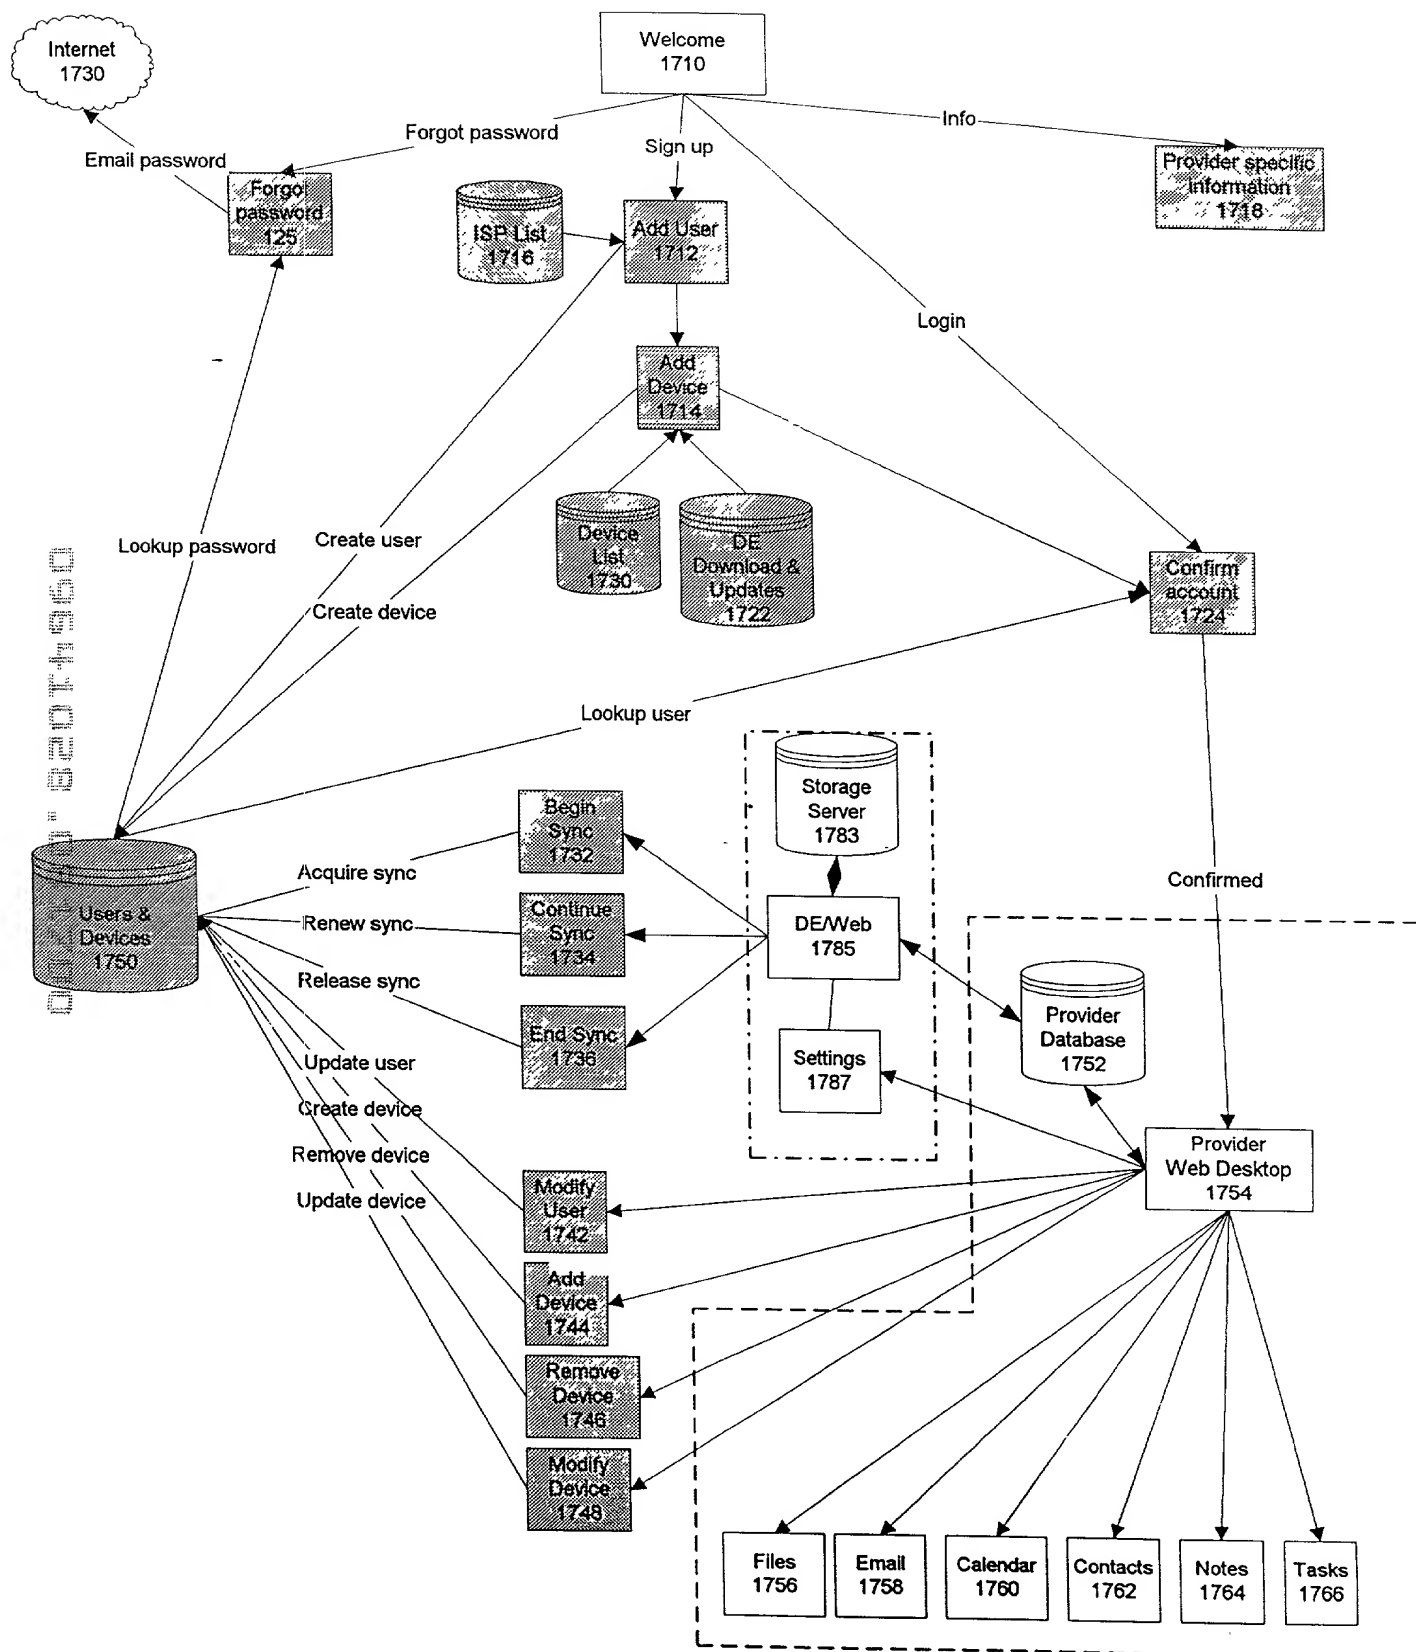 Internet
1730
Welcome
1710
Forgot password
Sign up
Info
Email password
Forgot
password
125
ISP List
1716
Add User
1712
Provider specific
information
1718
Login
Add
Device
1714
Lookup password
Create user
Device
List
1730
DE
Download &
Updates
1722
Confirm
account
1724
Create device
Lookup user
Storage
Server
1783
Begin
Sync
1732
Acquire sync
Confirmed
Users &
Devices
1750
Renew sync
Continue
Sync
1734
DE/Web
1785
Release sync
Provider
Database
1752
End Sync
1736
Settings
1787
Update user
Create device
Remove device
Update device
Provider
Web Desktop
1754
Modify
User
1742
Add
Device
1744
Remove
Device
1746
Modify
Device
1748
Files
1756
Email
1758
Calendar
1760
Contacts
1762
Notes
1764
Tasks
1766